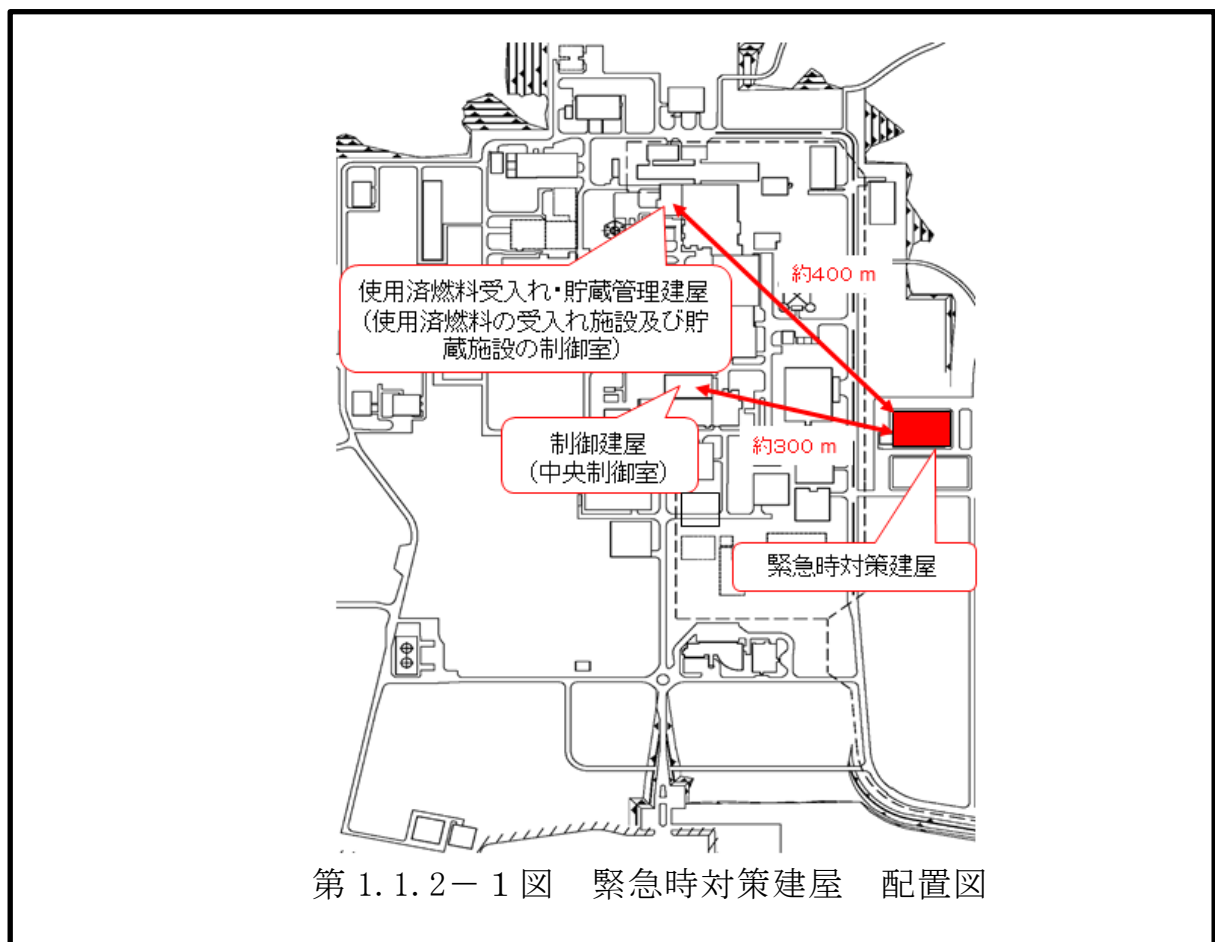 約400 m
使用済燃料受入れ・貯蔵管理建屋
（使用済燃料の受入れ施設及び貯
蔵施設の制御室）
制御建屋
（中央制御室）
約300 m
緊急時対策建屋
第 1.1.2－１図　緊急時対策建屋　配置図